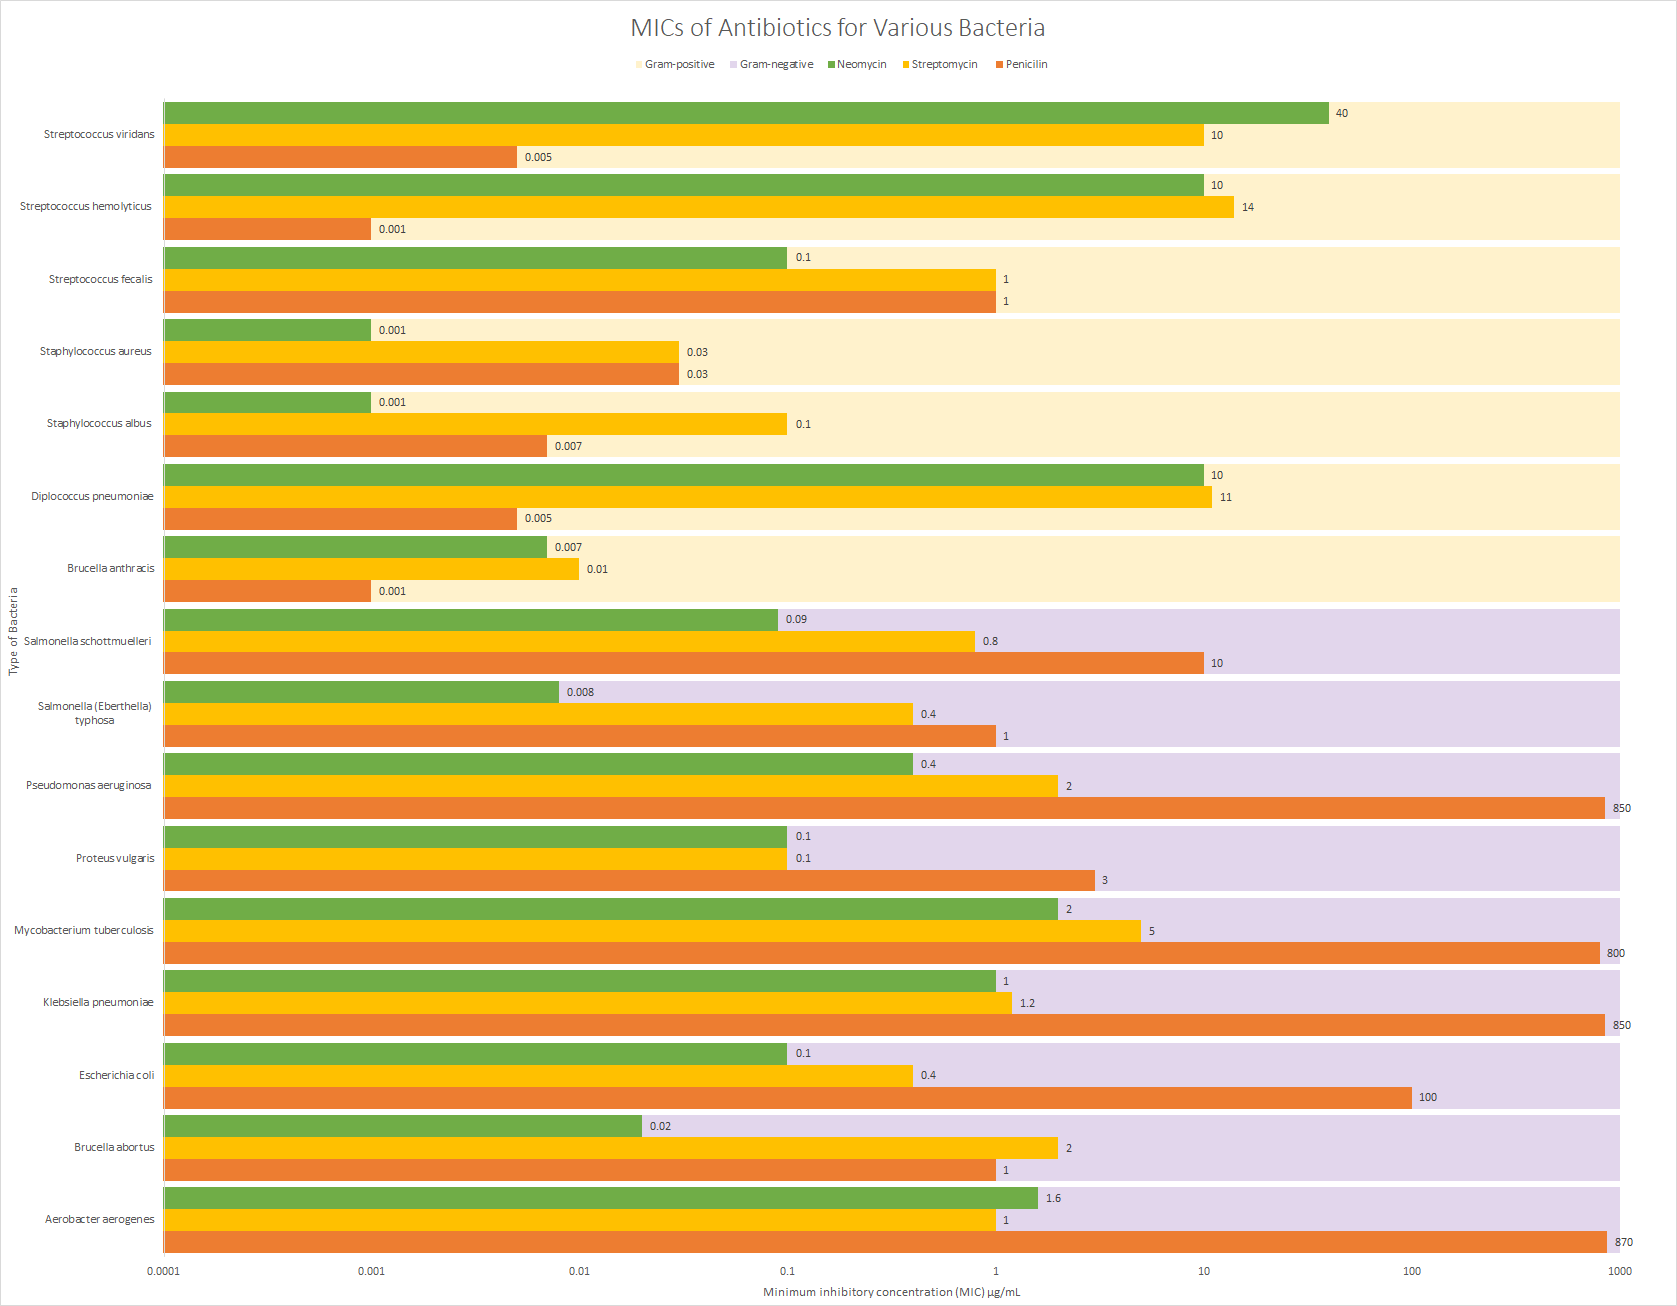 MICs of Antibiotics for Various Bacteria
Gram-positive Gram-negative Neomycin Streptomycin Penicilin
Type of Bacteria
Streptococcus viridans
40
10
0.005
Streptococcus hemolyticus
10
14
0.001
Streptococcus fecalis
0.1
1
1
Staphylococcus aureus
0.001
0.03
0.03
Staphylococcus albus
0.001
0.1
0.007
Diplococcus pneumoniae
10
11
0.005
Brucella anthracis
0.007
0.01
0.001
Salmonella schottmuelleri
0.09
0.8
10
Salmonella (Eberthella)
typhosa
0.008
0.4
1
Pseudomonas aeruginosa
0.4
2
850
Proteus vulgaris
0.1
0.1
3
Mycobacterium tuberculosis
2
5
800
Klebsiella pneumoniae
1
1.2
850
Escherichia coli
0.1
0.4
100
Brucella abortus
0.02
2
1
Aerobacter aerogenes
1.6
1
870
0.0001 0.001 0.01 0.1 1 10 100 1000
Minimum inhibitory concentration (MIC) µg/mL